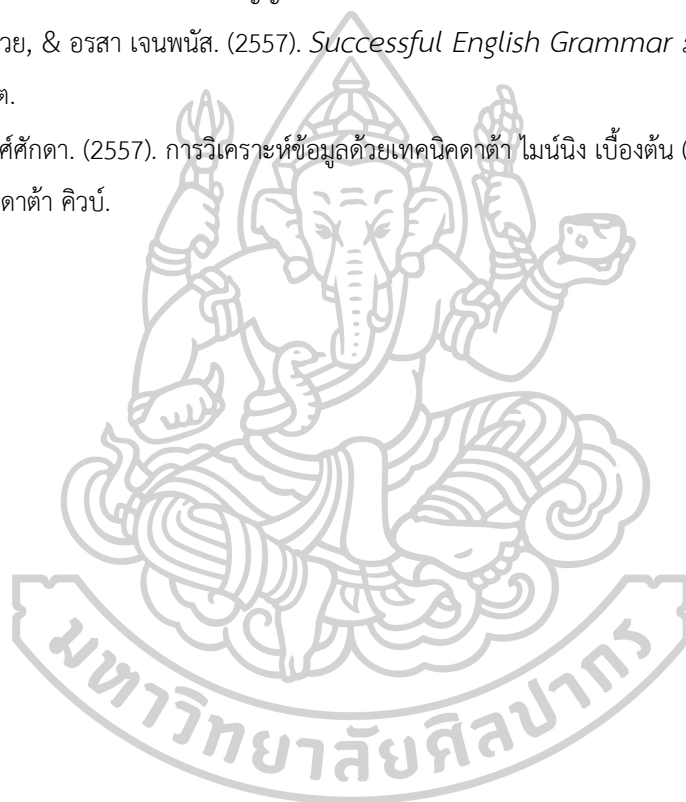 วย, & อรสา เจนพนัส. (2557). Successful English Grammar
ต.
ศ์ศักดา. (2557). การวิเคราะห์ข้อมูลด้วยเทคนิคดาต้า ไมน์นิง เบื้องต้น (
ดาต้า คิวบ์.
มหาวิทยาลัยศิลปากร